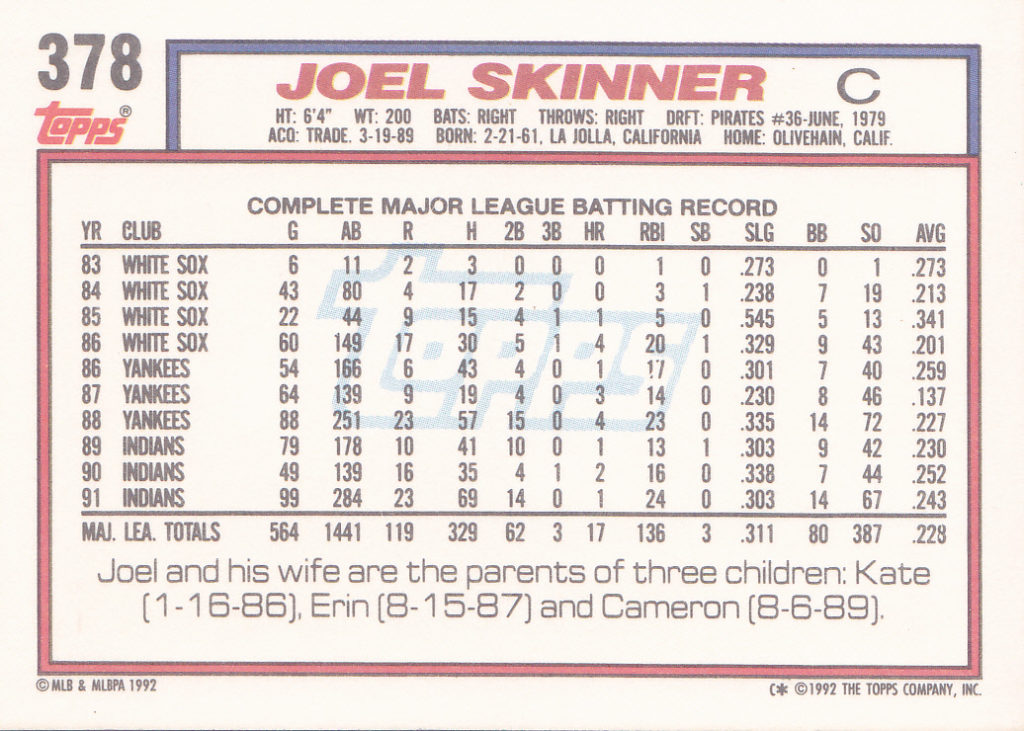 378
JOEL SKINNER C
topps®
HT: 6'4" WT: 200 BATS: RIGHT THROWS: RIGHT DRFT: PIRATES #36-JUNE, 1979
ACQ: TRADE. 3-19-89 BORN: 2-21-61, LA JOLLA, CALIFORNIA HOME: OLIVEHAIN, CALIF.
COMPLETE MAJOR LEAGUE BATTING RECORD
YR CLUB G AB R H 2B 3B HR RBI SB SLG BB SO AVG
83 WHITE SOX 6 11 2 3 0 0 0 1 0 .273 0 1 .273
84 WHITE SOX 43 80 4 17 2 0 0 3 1 .238 7 19 .213
85 WHITE SOX 22 44 9 15 4 1 1 5 0 .545 5 13 .341
86 WHITE SOX 60 149 17 30 5 1 4 20 1 .329 9 43 .201
86 YANKEES 54 166 6 43 4 0 1 17 0 .301 7 40 .259
87 YANKEES 64 139 9 19 4 0 3 14 0 .230 8 46 .137
88 YANKEES 88 251 23 57 15 0 4 23 0 .335 14 72 .227
89 INDIANS 79 178 10 41 10 0 1 13 1 .303 9 42 .230
90 INDIANS 49 139 16 35 4 1 2 16 0 .338 7 44 .252
91 INDIANS 99 284 23 69 14 0 1 24 0 .303 14 67 .243
MAJ. LEA. TOTALS 564 1441 119 329 62 3 17 136 3 .311 80 387 .228
topps
Joel and his wife are the parents of three children: Kate
(1-16-86), Erin (8-15-87) and Cameron (8-6-89).
© MLB & MLBPA 1992
C* ©1992 THE TOPPS COMPANY, INC.